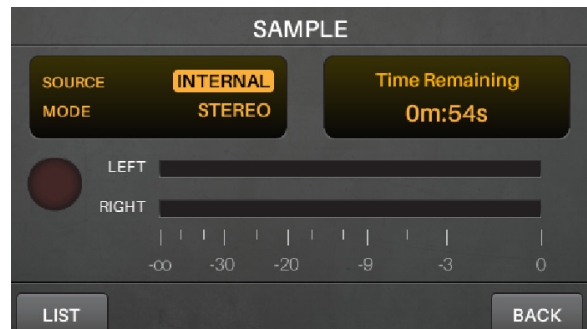 SAMPLE
SOURCE INTERNAL
MODE STEREO
Time Remaining
0m:54s
LEFT
RIGHT
-∞ -30 -20 -9 -3 0
LIST BACK